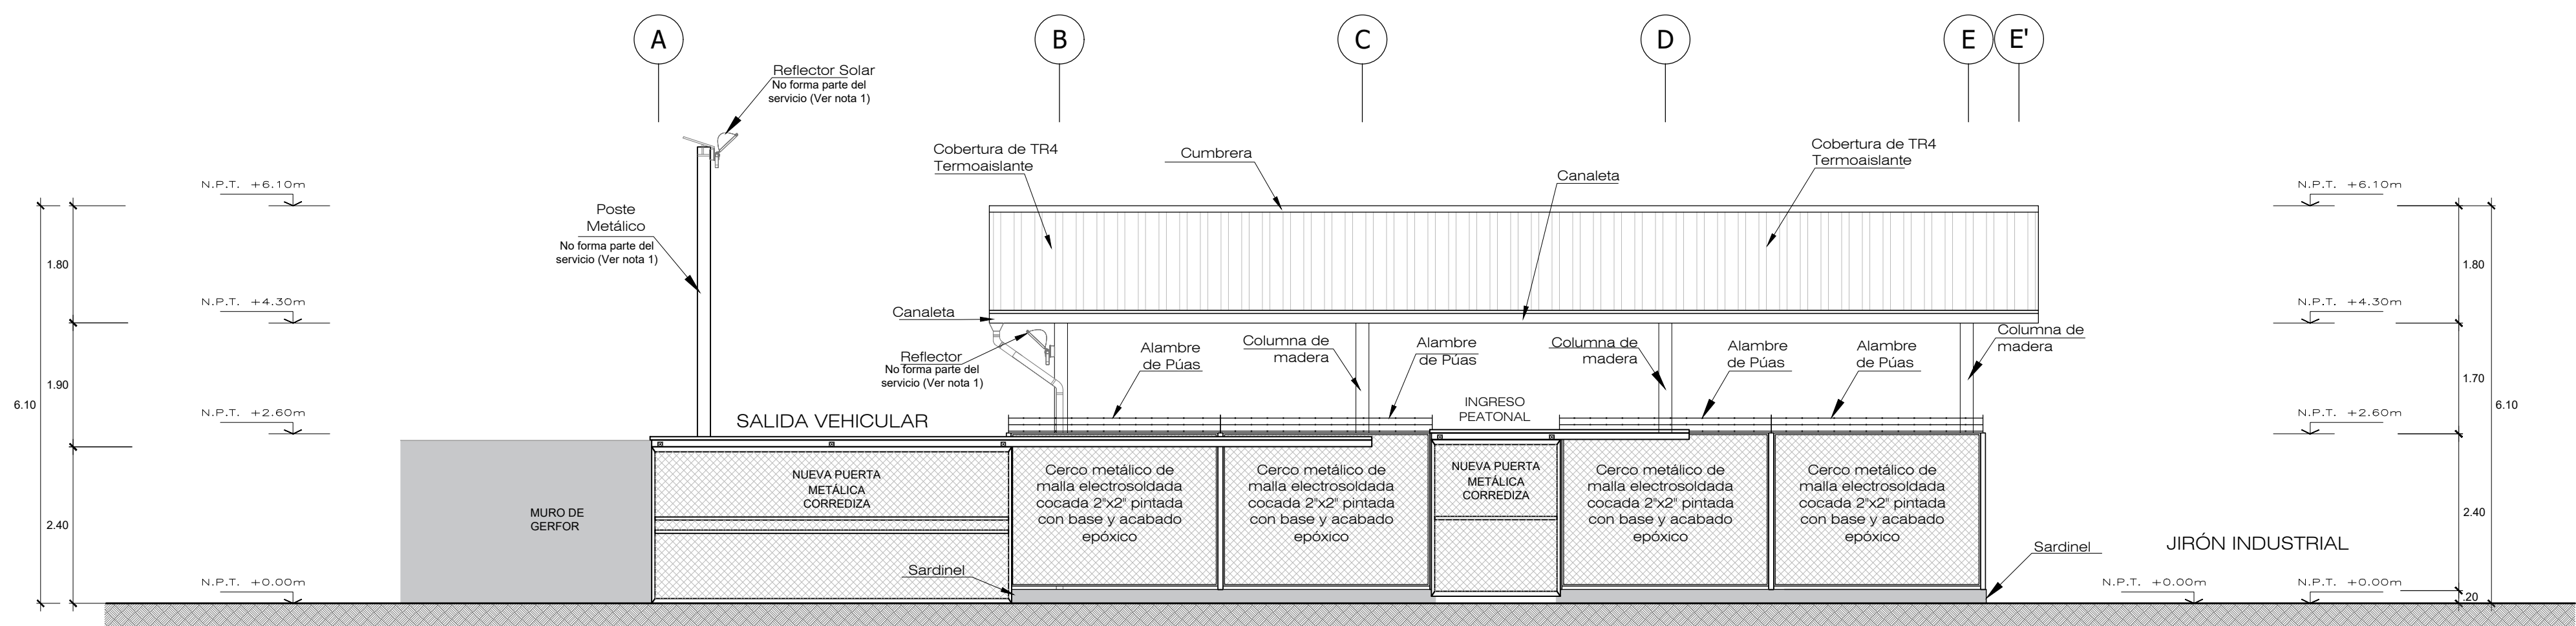 A
B
C
D
E
E'
Reflector Solar
No forma parte del
servicio (Ver nota 1)
Cobertura de TR4
Termoaislante
Cumbrera
Canaleta
Cobertura de TR4
Termoaislante
N.P.T. +6.10m
N.P.T. +6.10m
Poste
Metálico
No forma parte del
servicio (Ver nota 1)
1.80
1.80
N.P.T. +4.30m
N.P.T. +4.30m
Canaleta
Reflector
No forma parte del
servicio (Ver nota 1)
Alambre
de Púas
Columna de
madera
Alambre
de Púas
Columna de
madera
Alambre
de Púas
Alambre
de Púas
Columna de
madera
1.90
1.70
6.10
6.10
N.P.T. +2.60m
N.P.T. +2.60m
SALIDA VEHICULAR
INGRESO
PEATONAL
NUEVA PUERTA
METÁLICA
CORREDIZA
Cerco metálico de
malla electrosoldada
cocada 2"x2" pintada
con base y acabado
epóxico
Cerco metálico de
malla electrosoldada
cocada 2"x2" pintada
con base y acabado
epóxico
NUEVA PUERTA
METÁLICA
CORREDIZA
Cerco metálico de
malla electrosoldada
cocada 2"x2" pintada
con base y acabado
epóxico
Cerco metálico de
malla electrosoldada
cocada 2"x2" pintada
con base y acabado
epóxico
MURO DE
GERFOR
2.40
2.40
Sardinel
Sardinel
JIRÓN INDUSTRIAL
N.P.T. +0.00m
N.P.T. +0.00m
N.P.T. +0.00m
.20